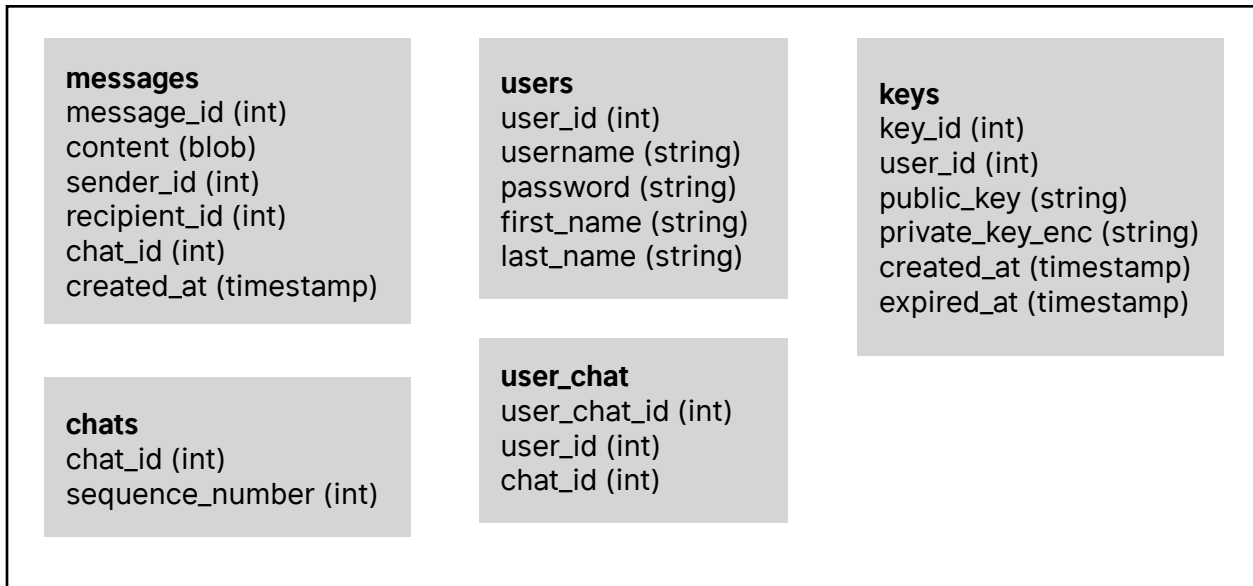 messages
message_id (int)
content (blob)
sender_id (int)
recipient_id (int)
chat_id (int)
created_at (timestamp)
users
user_id (int)
username (string)
password (string)
first_name (string)
last_name (string)
keys
key_id (int)
user_id (int)
public_key (string)
private_key_enc (string)
created_at (timestamp)
expired_at (timestamp)
chats
chat_id (int)
sequence_number (int)
user_chat
user_chat_id (int)
user_id (int)
chat_id (int)